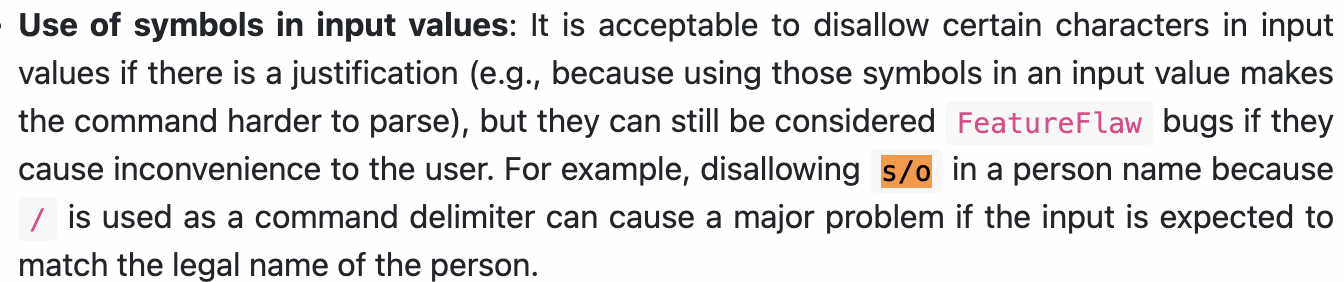 Use of symbols in input values: It is acceptable to disallow certain characters in input
values if there is a justification (e.g., because using those symbols in an input value makes
the command harder to parse), but they can still be considered FeatureFlaw bugs if they
cause inconvenience to the user. For example, disallowing s/o in a person name because
/ is used as a command delimiter can cause a major problem if the input is expected to
match the legal name of the person.